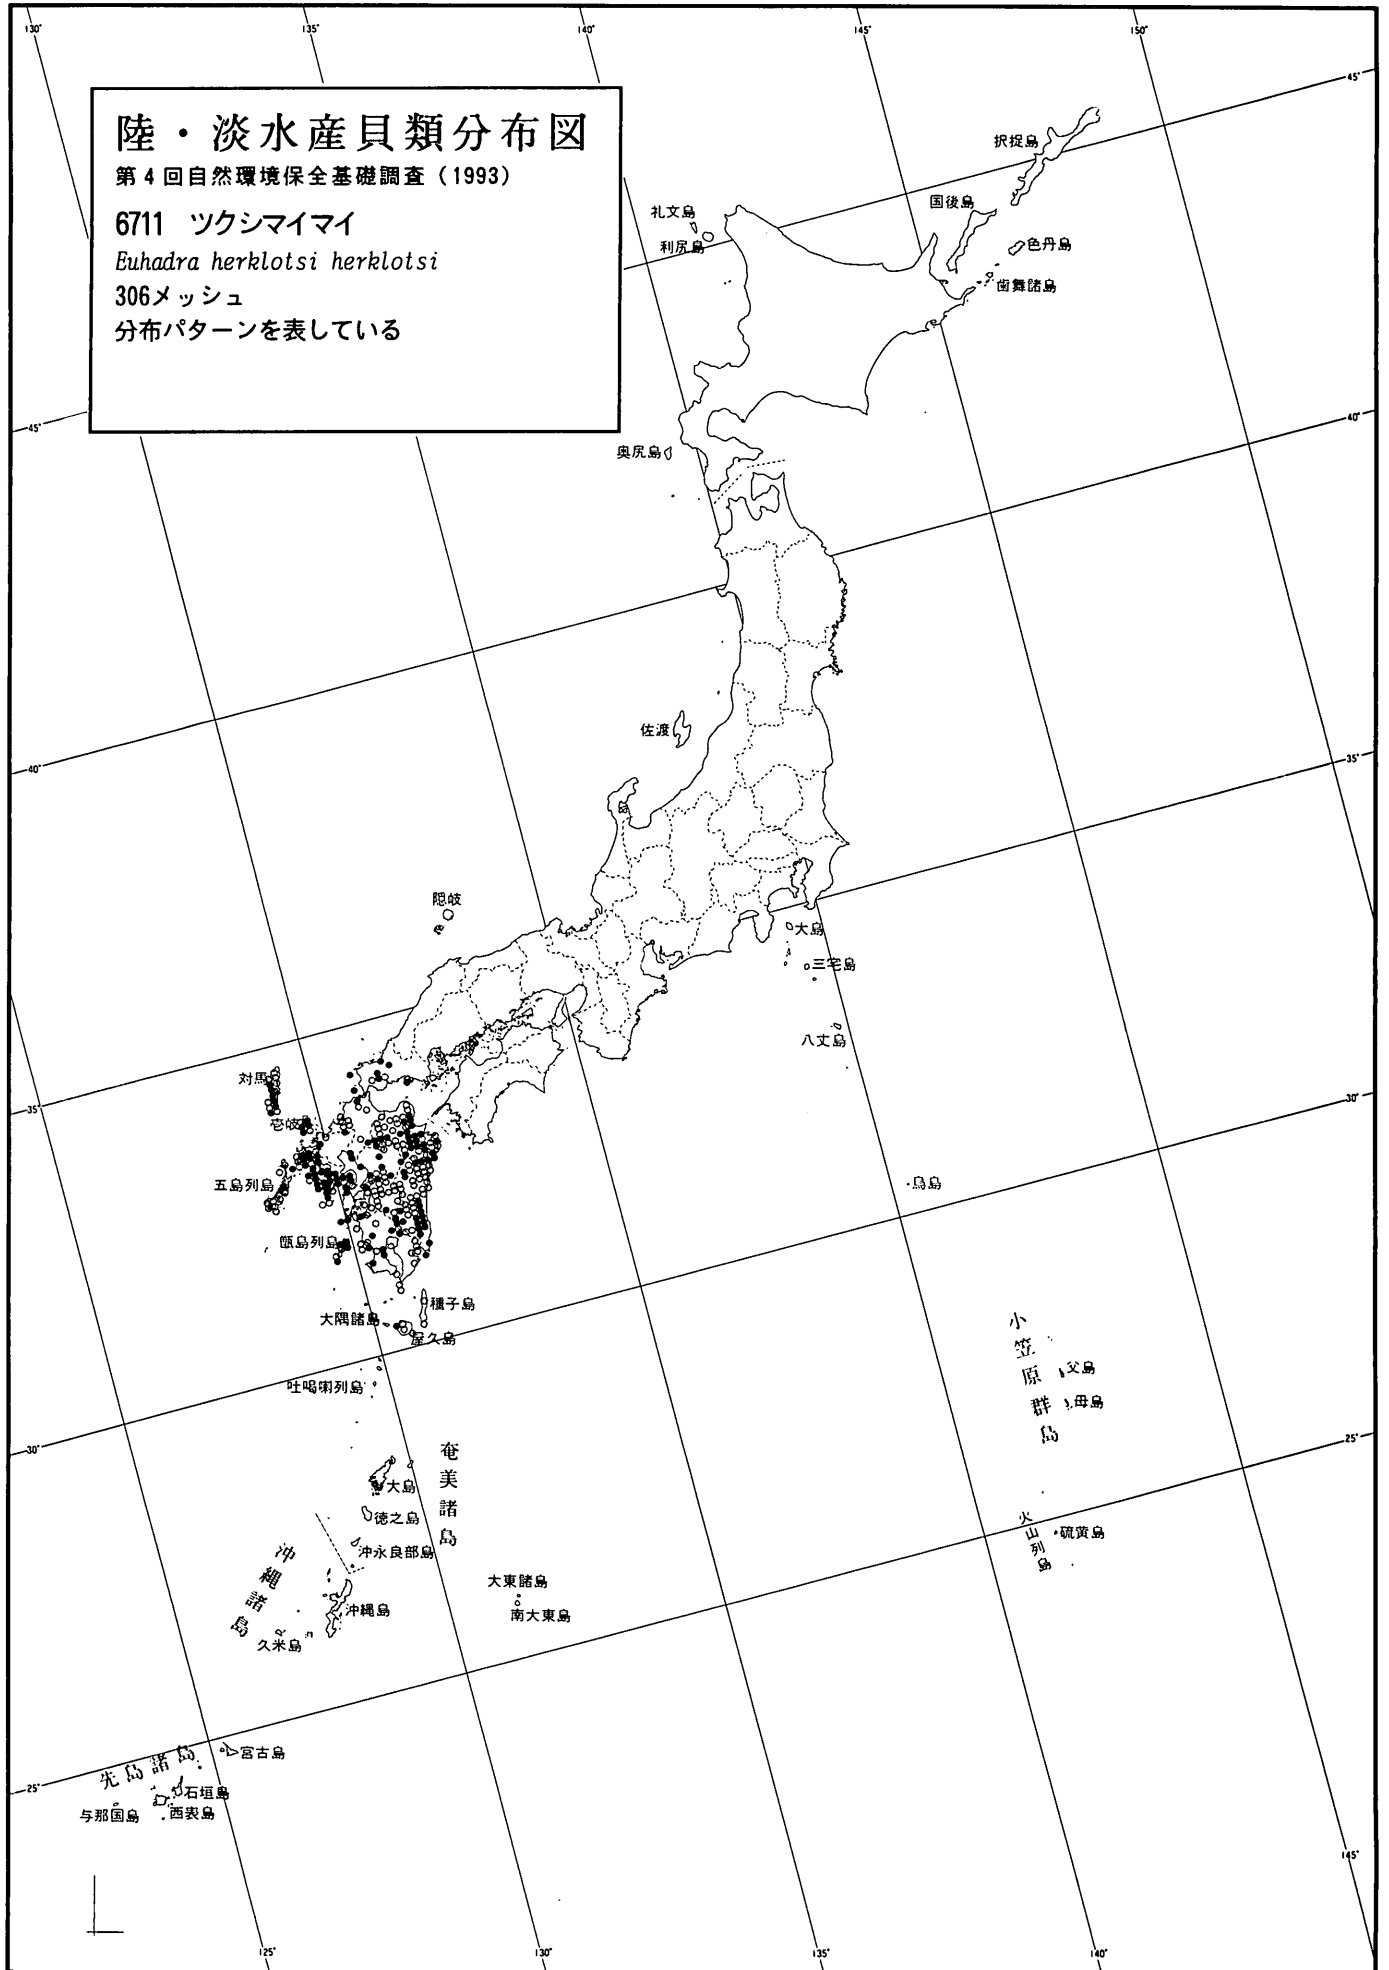 130°
135°
140°
145°
150°
陸・淡水産貝類分布図
第4回自然環境保全基礎調査(1993)
6711 ツクシマイマイ
Euhadra herklotsi herklotsi
306メッシュ
分布パターンを表している
45°
択捉島
国後島
色丹島
歯舞諸島
礼文島
利尻島
45°
40°
奥尻島
佐渡
40°
35°
隠岐
大島
三宅島
八丈島
対馬
35°
壱岐
30°
五島列島
鳥島
甑島列島
種子島
大隅諸島
屋久島
吐噶喇列島
小笠原群島
父島
母島
30°
25°
奄美諸島
大島
徳之島
沖永良部島
火山列島
硫黄島
沖縄諸島
沖縄島
久米島
大東諸島
南大東島
先島諸島
宮古島
25°
石垣島
与那国島
西表島
145°
125°
130°
135°
140°